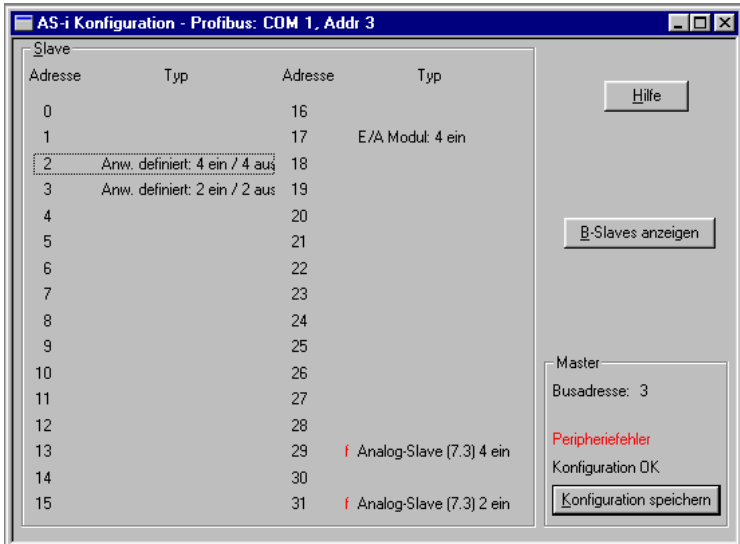 AS-i Konfiguration - Profibus: COM 1, Addr 3
Slave
Adresse Typ Adresse Typ
0 16
1 17 E/A Modul: 4 ein
2 Anw. definiert: 4 ein / 4 aus 18
3 Anw. definiert: 2 ein / 2 aus 19
4 20
5 21
6 22
7 23
8 24
9 25
10 26
11 27
12 28
13 29 f Analog-Slave (7.3) 4 ein
14 30
15 31 f Analog-Slave (7.3) 2 ein
Hilfe
B-Slaves anzeigen
Master
Busadresse: 3
Peripheriefehler
Konfiguration OK
Konfiguration speichern